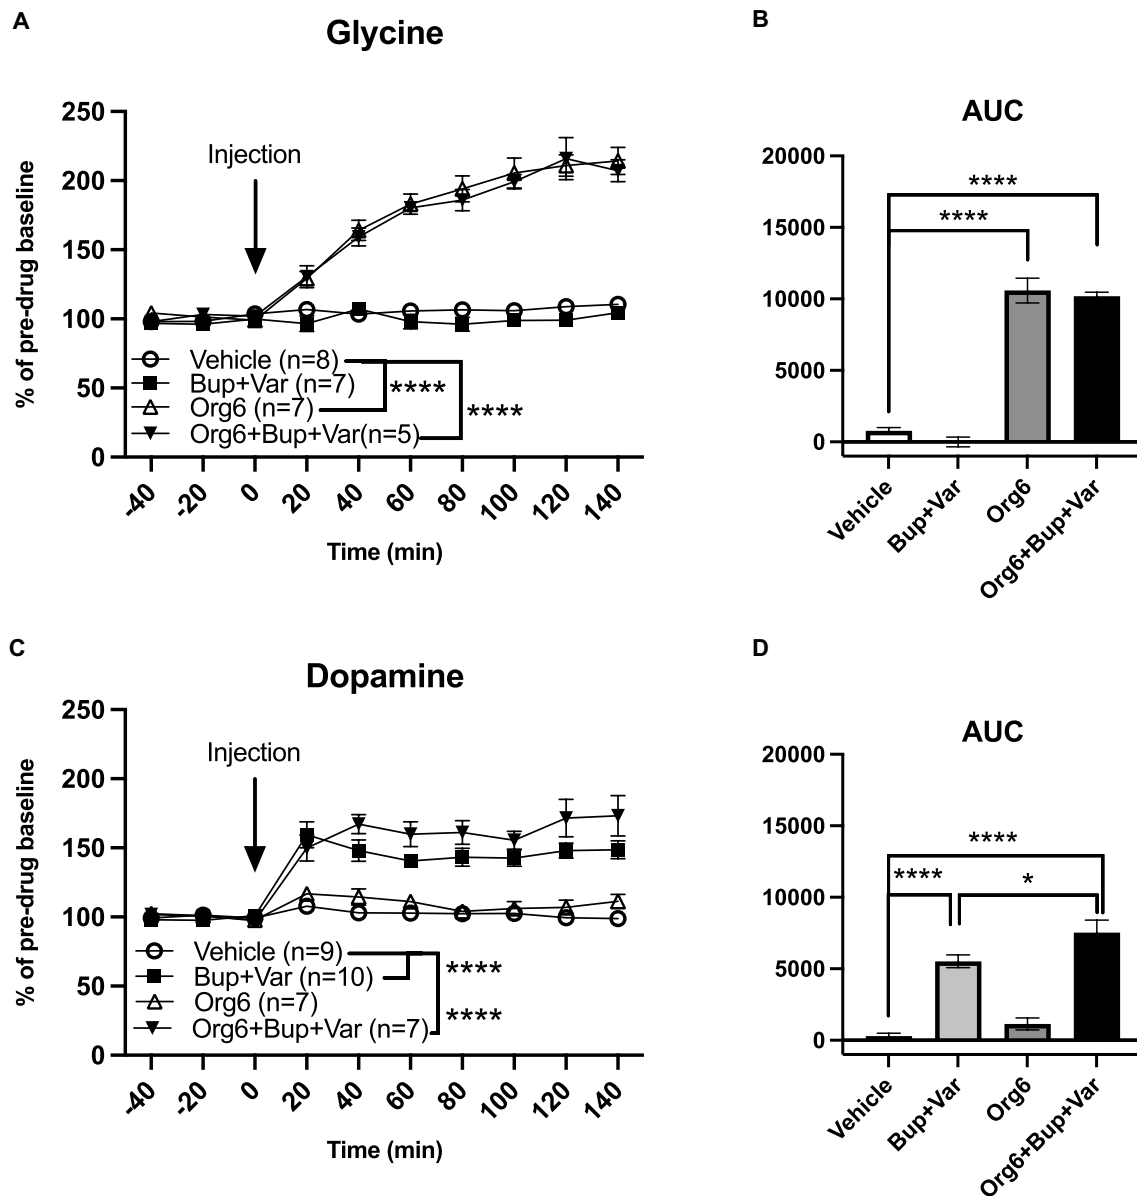 A
Glycine
250
200
150
100
50
0
% of pre-drug baseline
Injection
Vehicle (n=8)
Bup+Var (n=7)
Org6 (n=7)
Org6+Bup+Var(n=5)
****
****
-40 -20 0 20 40 60 80 100 120 140
Time (min)
B
AUC
20000
15000
10000
5000
0
****
****
Vehicle
Bup+Var
Org6
Org6+Bup+Var
C
Dopamine
250
200
150
100
50
0
% of pre-drug baseline
Injection
Vehicle (n=9)
Bup+Var (n=10)
Org6 (n=7)
Org6+Bup+Var (n=7)
****
****
-40 -20 0 20 40 60 80 100 120 140
Time (min)
D
AUC
20000
15000
10000
5000
0
****
****
*
Vehicle
Bup+Var
Org6
Org6+Bup+Var